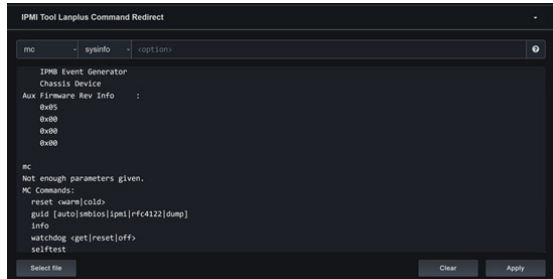 IPMI Tool Lanplus Command Redirect
mc sysinfo <option>
IPMB Event Generator
Chassis Device
Aux Firmware Rev Info :
0x05
0x00
0x00
0x00
mc
Not enough parameters given.
MC Commands:
reset <warm|cold>
guid [auto|smbios|ipmi|rfc4122|dump]
info
watchdog <get|reset|off>
selftest
Select file Clear Apply